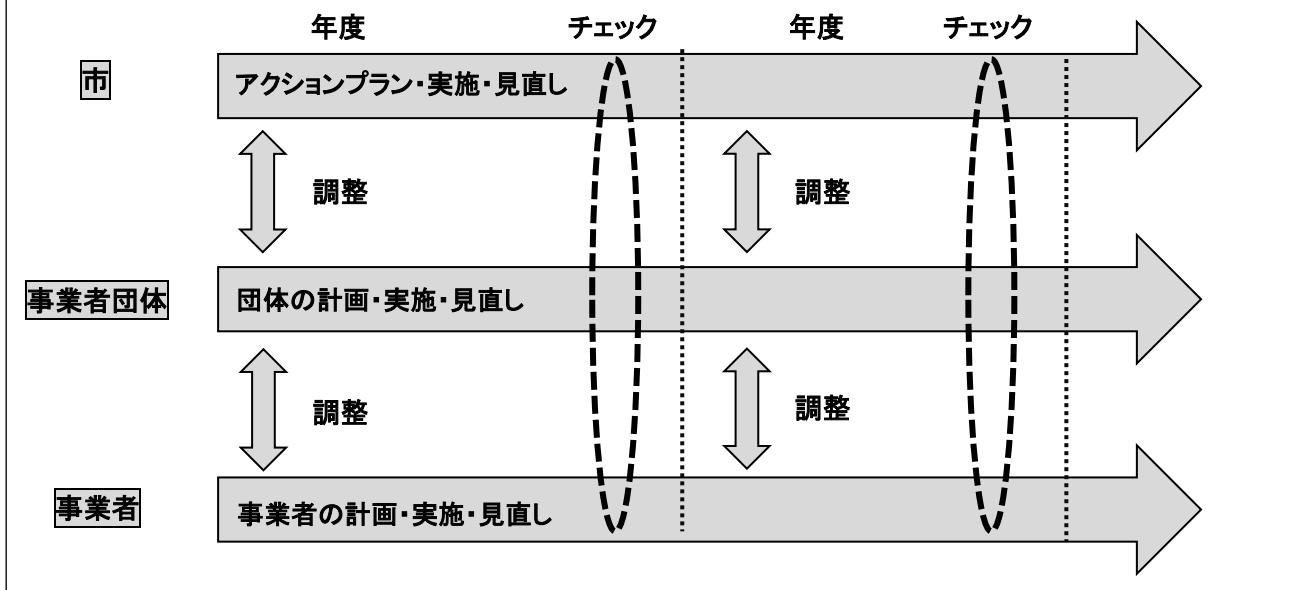 年度
チェック
年度
チェック
市
アクションプラン・実施・見直し
調整
調整
事業者団体
団体の計画・実施・見直し
調整
調整
事業者
事業者の計画・実施・見直し